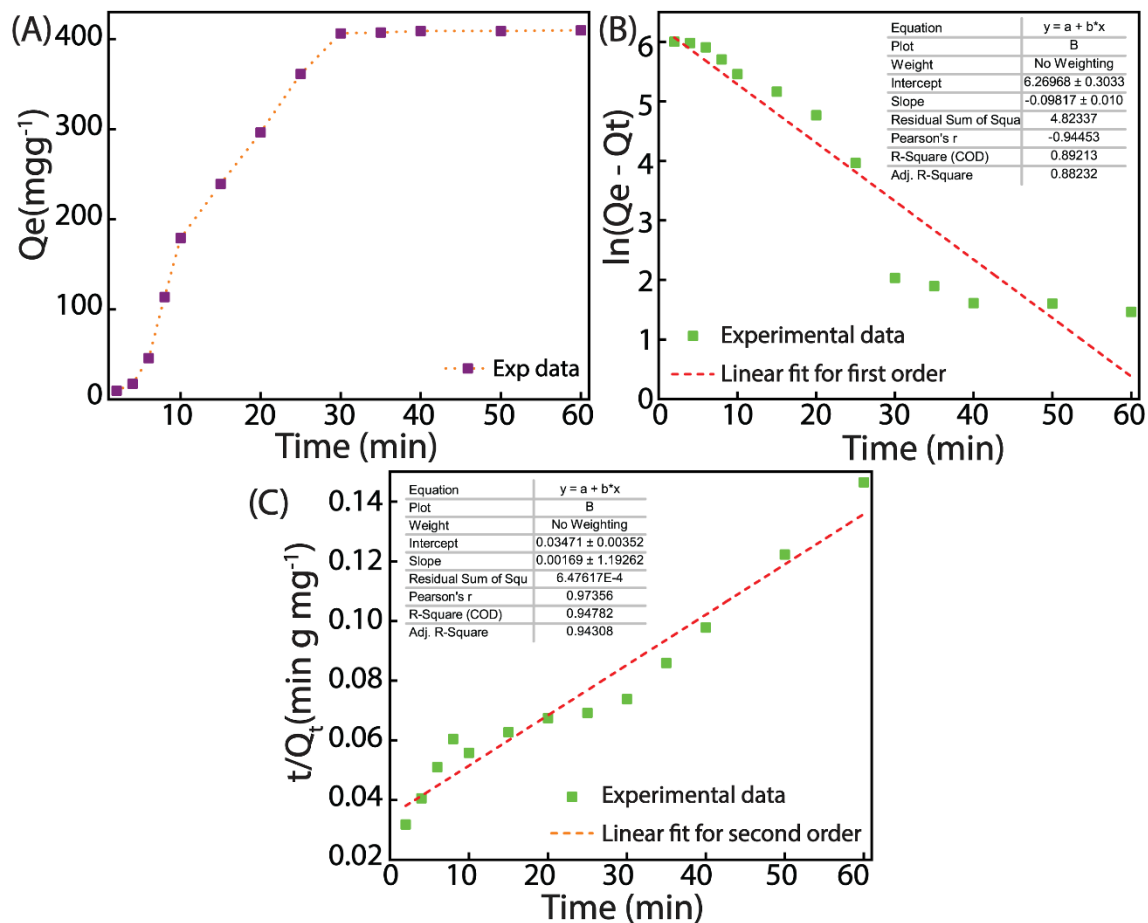 (A)
Qe(mgg-1)
400
300
200
100
0
Exp data
10 20 30 40 50 60
Time (min)
(B)
ln(Qe - Qt)
6
5
4
3
2
1
0
Equation y = a + b*x
Plot B
Weight No Weighting
Intercept 6.26968 ± 0.3033
Slope -0.09817 ± 0.010
Residual Sum of Squa 4.82337
Pearson's r -0.94453
R-Square (COD) 0.89213
Adj. R-Square 0.88232
Experimental data
Linear fit for first order
0 10 20 30 40 50 60
Time (min)
(C)
t/Qt(min g mg-1)
0.14
0.12
0.10
0.08
0.06
0.04
0.02
Equation y = a + b*x
Plot B
Weight No Weighting
Intercept 0.03471 ± 0.00352
Slope 0.00169 ± 1.19262
Residual Sum of Squ 6.47617E-4
Pearson's r 0.97356
R-Square (COD) 0.94782
Adj. R-Square 0.94308
Experimental data
Linear fit for second order
0 10 20 30 40 50 60
Time (min)